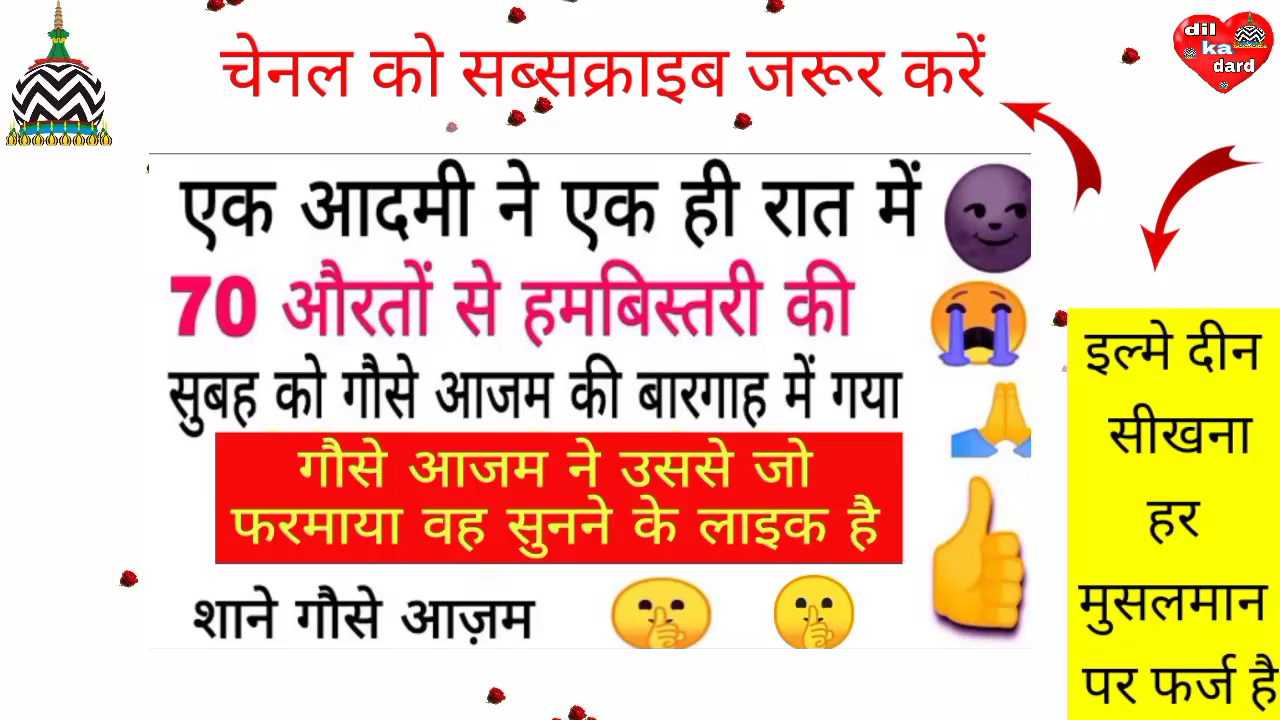 चेनल को सब्सक्राइब जरूर करें
dil
ka
dard
एक आदमी ने एक ही रात में
70 औरतों से हमबिस्तरी की
सुबह को गौसे आजम की बारगाह में गया
गौसे आजम ने उससे जो
फरमाया वह सुनने के लाइक है
शाने गौसे आज़म
इल्मे दीन
सीखना
हर
मुसलमान
पर फर्ज है